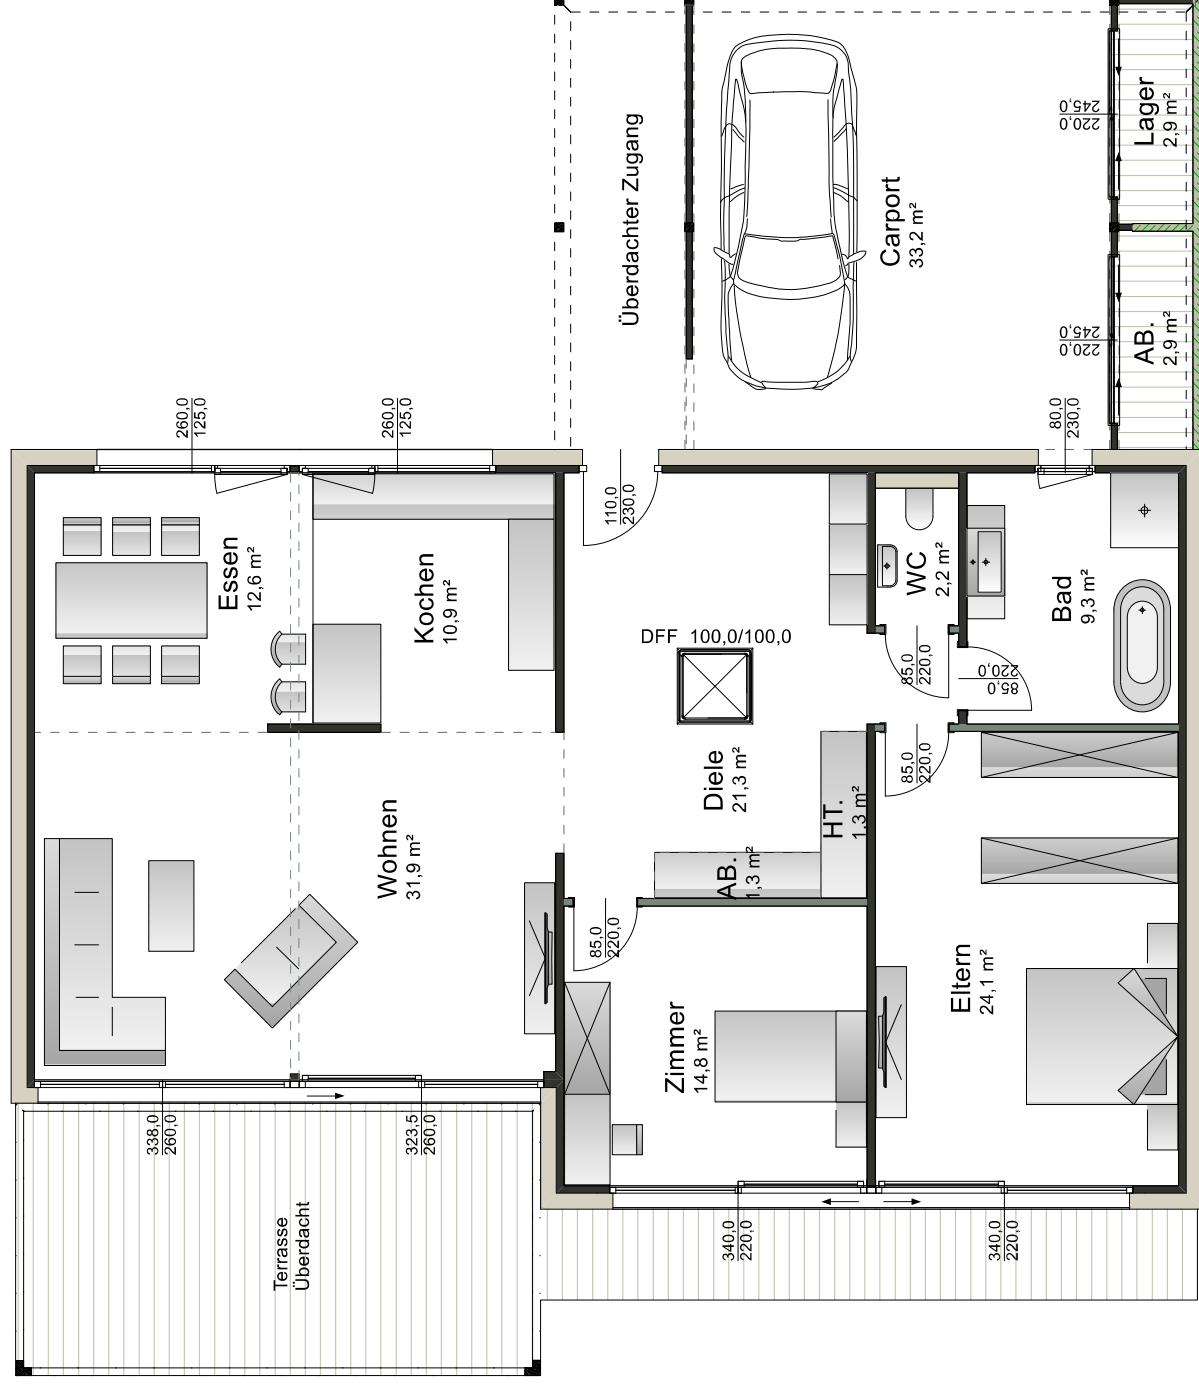 Überdachter Zugang
Carport
33,2 m²
Lager
2,9 m²
245,0
220,0
AB.
2,9 m²
245,0
220,0
260,0
125,0
260,0
125,0
80,0
230,0
110,0
230,0
Essen
12,6 m²
Kochen
10,9 m²
WC
2,2 m²
Bad
9,3 m²
DFF 100,0/100,0
85,0
220,0
85,0
220,0
85,0
220,0
Diele
21,3 m²
HT.
1,3 m²
AB.
1,3 m²
Wohnen
31,9 m²
85,0
220,0
Zimmer
14,8 m²
Eltern
24,1 m²
338,0
260,0
323,5
260,0
340,0
220,0
340,0
220,0
Terrasse
Überdacht